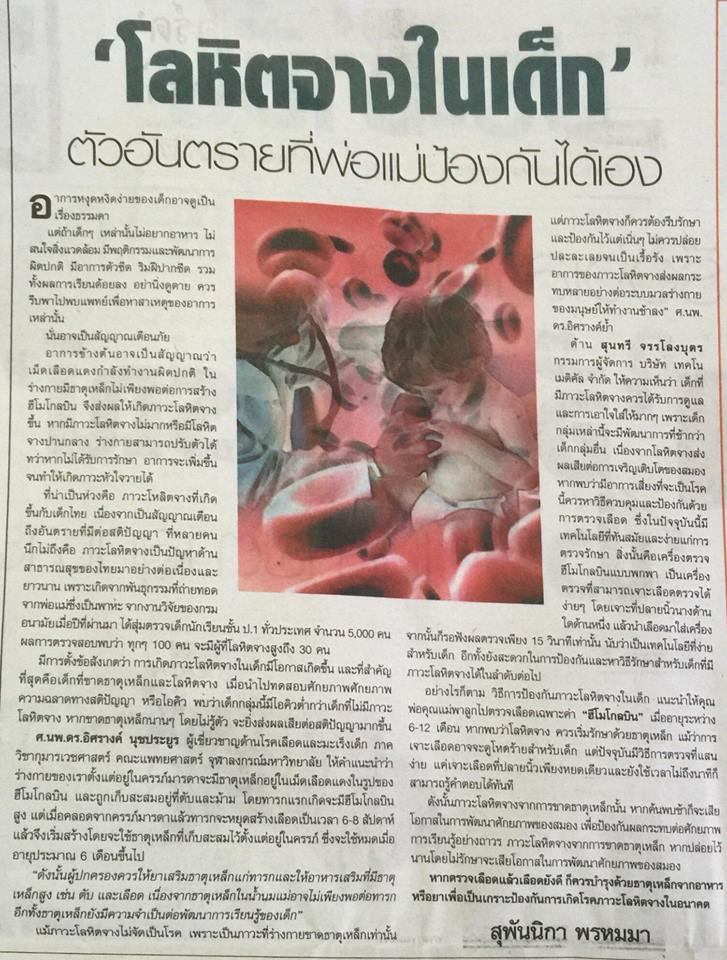 ‘โลหิตจางในเด็ก’
ตัวอันตรายที่พ่อแม่ป้องกันได้เอง
อาการหงุดหงิดง่ายของเด็กอาจดูเป็น
เรื่องธรรมดา
แต่ถ้าเด็กๆ เหล่านั้นไม่อยากอาหาร ไม่
สนใจสิ่งแวดล้อม มีพฤติกรรมและพัฒนาการ
ผิดปกติ มีอาการตัวซีด ริมฝีปากซีด รวม
ทั้งผลการเรียนด้อยลง อย่านิ่งดูดาย ควร
รีบพาไปพบแพทย์เพื่อหาสาเหตุของอาการ
เหล่านั้น
นั่นอาจเป็นสัญญาณเตือนภัย
อาการข้างต้นอาจเป็นสัญญาณว่า
เม็ดเลือดแดงกำลังทำงานผิดปกติ ใน
ร่างกายมีธาตุเหล็กไม่เพียงพอต่อการสร้าง
ฮีโมโกลบิน จึงส่งผลให้เกิดภาวะโลหิตจาง
ขึ้น หากมีภาวะโลหิตจางไม่มากหรือมีโลหิต
จางปานกลาง ร่างกายสามารถปรับตัวได้
ทว่าหากไม่ได้รับการรักษา อาการจะเพิ่มขึ้น
จนทำให้เกิดภาวะหัวใจวายได้
ที่น่าเป็นห่วงคือ ภาวะโหลิตจางที่เกิด
ขึ้นกับเด็กไทย เนื่องจากเป็นสัญญาณเตือน
ถึงอันตรายที่มีต่อสติปัญญา ที่หลายคน
นึกไม่ถึงคือ ภาวะโลหิตจางเป็นปัญหาด้าน
สาธารณสุขของไทยมาอย่างต่อเนื่องและ
ยาวนาน เพราะเกิดจากพันธุกรรมที่ถ่ายทอด
จากพ่อแม่ซึ่งเป็นพาหะ จากงานวิจัยของกรม
อนามัยเมื่อปีที่ผ่านมา ได้สุ่มตรวจเด็กนักเรียนชั้น ป.1 ทั่วประเทศ จำนวน 5,000 คน
ผลการตรวจสอบพบว่า ทุกๆ 100 คน จะมีผู้ที่โลหิตจางสูงถึง 30 คน
มีการตั้งข้อสังเกตว่า การเกิดภาวะโลหิตจางในเด็กมีโอกาสเกิดขึ้น และที่สำคัญ
ที่สุดคือเด็กที่ขาดธาตุเหล็กและโลหิตจาง เมื่อนำไปทดสอบศักยภาพศักยภาพ
ความฉลาดทางสติปัญญา หรือไอคิว พบว่าเด็กกลุ่มนี้มีไอคิวต่ำกว่าเด็กที่ไม่มีภาวะ
โลหิตจาง หากขาดธาตุเหล็กนานๆ โดยไม่รู้ตัว จะยิ่งส่งผลเสียต่อสติปัญญามากขึ้น
ศ.นพ.ดร.อิศรางค์ นุชประยูร ผู้เชี่ยวชาญด้านโรคเลือดและมะเร็งเด็ก ภาค
วิชากุมารเวชศาสตร์ คณะแพทยศาสตร์ จุฬาลงกรณ์มหาวิทยาลัย ให้คำแนะนำว่า
ร่างกายของเราตั้งแต่อยู่ในครรภ์มารดาจะมีธาตุเหล็กอยู่ในเม็ดเลือดแดงในรูปของ
ฮีโมโกลบิน และถูกเก็บสะสมอยู่ที่ตับและม้าม โดยทารกแรกเกิดจะมีฮีโมโกลบิน
สูง แต่เมื่อคลอดจากครรภ์มารดาแล้วทารกจะหยุดสร้างเลือดเป็นเวลา 6-8 สัปดาห์
แล้วจึงเริ่มสร้างโดยจะใช้ธาตุเหล็กที่เก็บสะสมไว้ตั้งแต่อยู่ในครรภ์ ซึ่งจะใช้หมดเมื่อ
อายุประมาณ 6 เดือนขึ้นไป
“ดังนั้นผู้ปกครองควรให้ยาเสริมธาตุเหล็กแก่ทารกและให้อาหารเสริมที่มีธาตุ
เหล็กสูง เช่น ตับ และเลือด เนื่องจากธาตุเหล็กในน้ำนมแม่อาจไม่เพียงพอต่อทารก
อีกทั้งธาตุเหล็กยังมีความจำเป็นต่อพัฒนาการเรียนรู้ของเด็ก”
แม้ภาวะโลหิตจางไม่จัดเป็นโรค เพราะเป็นภาวะที่ร่างกายขาดธาตุเหล็กเท่านั้น
แต่ภาวะโลหิตจางก็ควรต้องรีบรักษา
และป้องกันไว้แต่เนิ่นๆ ไม่ควรปล่อย
ปละละเลยจนเป็นเรื้อรัง เพราะ
อาการของภาวะโลหิตจางส่งผลกระ
ทบหลายอย่างต่อระบบมวลร่างกาย
ของมนุษย์ให้ทำงานช้าลง” ศ.นพ.
ดร.อิศรางค์ย้ำ
ด้าน สุนทรี จรรโลงบุตร
กรรมการผู้จัดการ บริษัท เทคโน
เมดิคัล จำกัด ให้ความเห็นว่า เด็กที่
มีภาวะโลหิตจางควรได้รับการดูแล
และการเอาใจใส่ให้มากๆ เพราะเด็ก
กลุ่มเหล่านี้จะมีพัฒนาการที่ช้ากว่า
เด็กกลุ่มอื่น เนื่องจากโลหิตจางส่ง
ผลเสียต่อการเจริญเติบโตของสมอง
หากพบว่ามีอาการเสี่ยงที่จะเป็นโรค
นี้ควรหาวิธีควบคุมและป้องกันด้วย
การตรวจเลือด ซึ่งในปัจจุบันนี้มี
เทคโนโลยีที่ทันสมัยและง่ายแก่การ
ตรวจรักษา สิ่งนั้นคือเครื่องตรวจ
ฮีโมโกลบินแบบพกพา เป็นเครื่อง
ตรวจที่สามารถเจาะเลือดตรวจได้
ง่ายๆ โดยเจาะที่ปลายนิ้วนางด้าน
ใดด้านหนึ่ง แล้วนำเลือดมาใส่เครื่อง
จากนั้นก็รอฟังผลตรวจเพียง 15 วินาทีเท่านั้น นับว่าเป็นเทคโนโลยีที่ง่าย
สำหรับเด็ก อีกทั้งยังสะดวกในการป้องกันและหาวิธีรักษาสำหรับเด็กที่มี
ภาวะโลหิตจางได้ในลำดับต่อไป
อย่างไรก็ตาม วิธีการป้องกันภาวะโลหิตจางในเด็ก แนะนำให้คุณ
พ่อคุณแม่พาลูกไปตรวจเลือดเฉพาะค่า “ฮีโมโกลบิน” เมื่ออายุระหว่าง
6-12 เดือน หากพบว่าโลหิตจาง ควรเริ่มรักษาด้วยธาตุเหล็ก แม้ว่าการ
เจาะเลือดอาจจะดูโหดร้ายสำหรับเด็ก แต่ปัจจุบันมีวิธีการตรวจที่แสน
ง่าย แค่เจาะเลือดที่ปลายนิ้วเพียงหยดเดียวและยังใช้เวลาไม่ถึงนาทีก็
สามารถรู้คำตอบได้ทันที
ดังนั้นภาวะโลหิตจางจากการขาดธาตุเหล็กนั้น หากค้นพบช้าก็จะเสีย
โอกาสในการพัฒนาศักยภาพของสมอง เพื่อป้องกันผลกระทบต่อศักยภาพ
การเรียนรู้อย่างถาวร ภาวะโลหิตจางจากการขาดธาตุเหล็ก หากปล่อยไว้
นานโดยไม่รักษาจะเสียโอกาสในการพัฒนาศักยภาพของสมอง
หากตรวจเลือดแล้วเลือดยังดี ก็ควรบำรุงด้วยธาตุเหล็กจากอาหาร
หรือยาเพื่อเป็นเกราะป้องกันการเกิดโรคภาวะโลหิตจางในอนาคต
สุพันนิกา พรหมมา